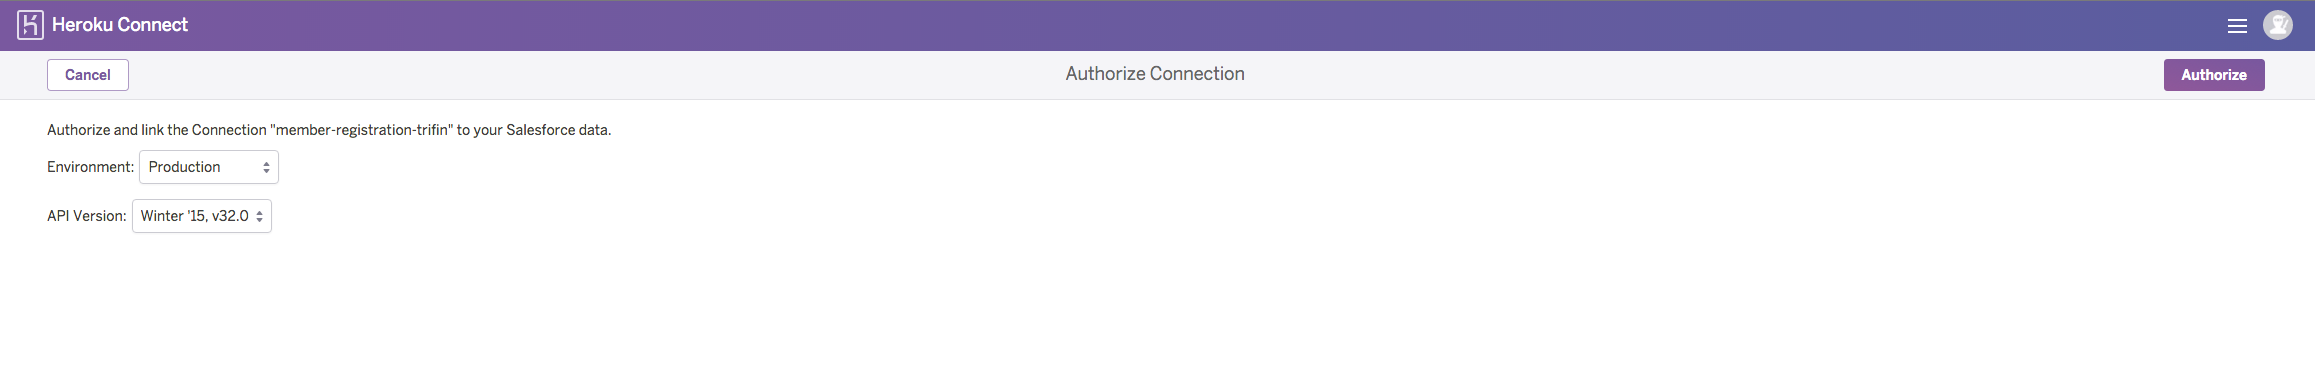 Heroku Connect
Cancel
Authorize Connection
Authorize
Authorize and link the Connection "member-registration-trifin" to your Salesforce data.
Environment: Production
API Version: Winter '15, v32.0